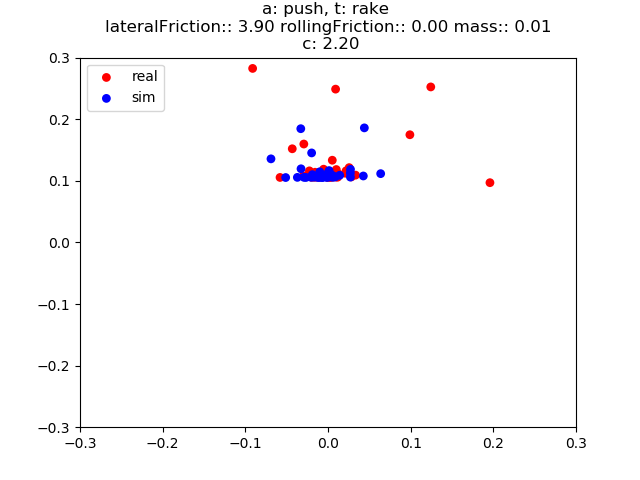 a: push, t: rake
lateralFriction:: 3.90 rollingFriction:: 0.00 mass:: 0.01
c: 2.20
real
sim
0.3
0.2
0.1
0.0
−0.1
−0.2
−0.3
−0.3
−0.2
−0.1
0.0
0.1
0.2
0.3